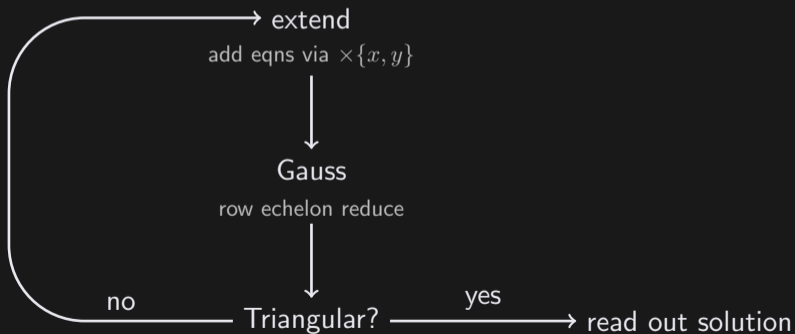 extend
add eqns via ×{x, y}
Gauss
row echelon reduce
no
Triangular?
yes
read out solution